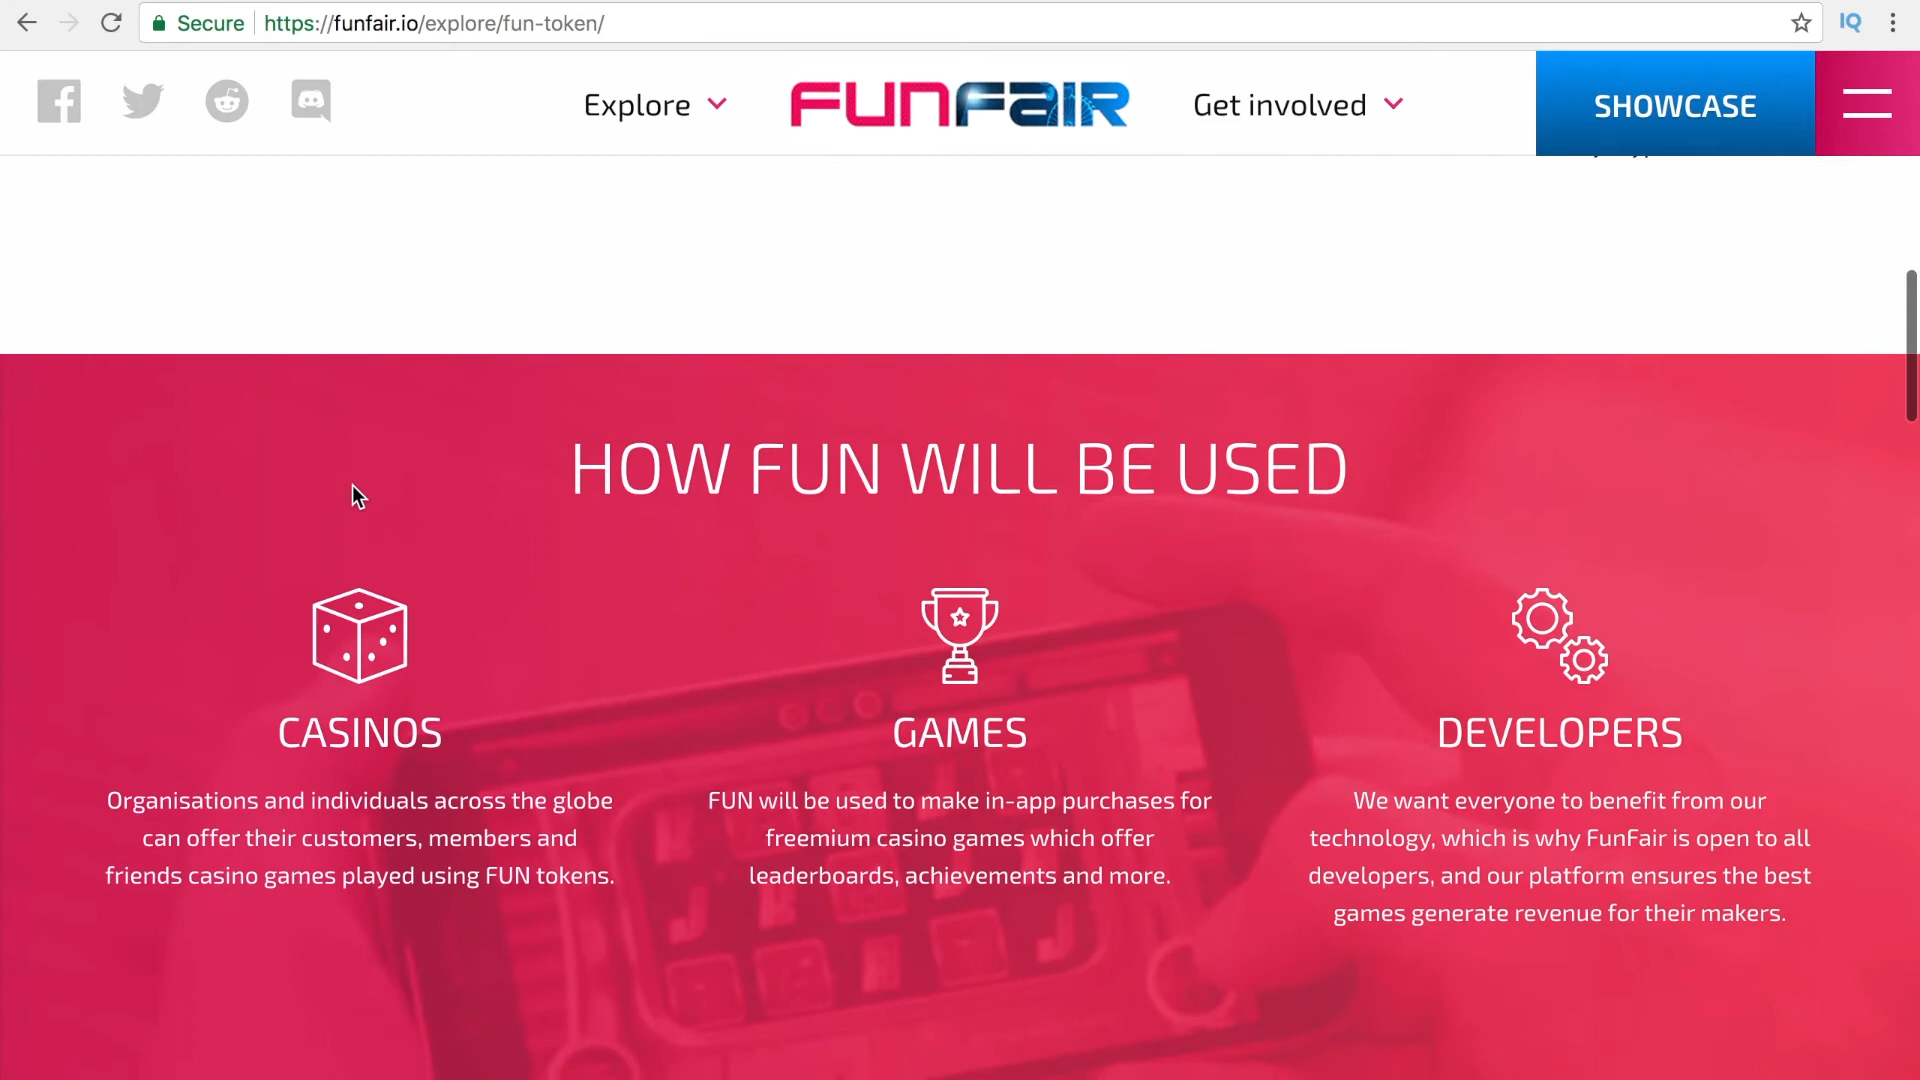 Secure https://funfair.io/explore/fun-token/ IQ
Explore FUNFAIR Get involved SHOWCASE
HOW FUN WILL BE USED
CASINOS
Organisations and individuals across the globe
can offer their customers, members and
friends casino games played using FUN tokens.
GAMES
FUN will be used to make in-app purchases for
freemium casino games which offer
leaderboards, achievements and more.
DEVELOPERS
We want everyone to benefit from our
technology, which is why FunFair is open to all
developers, and our platform ensures the best
games generate revenue for their makers.